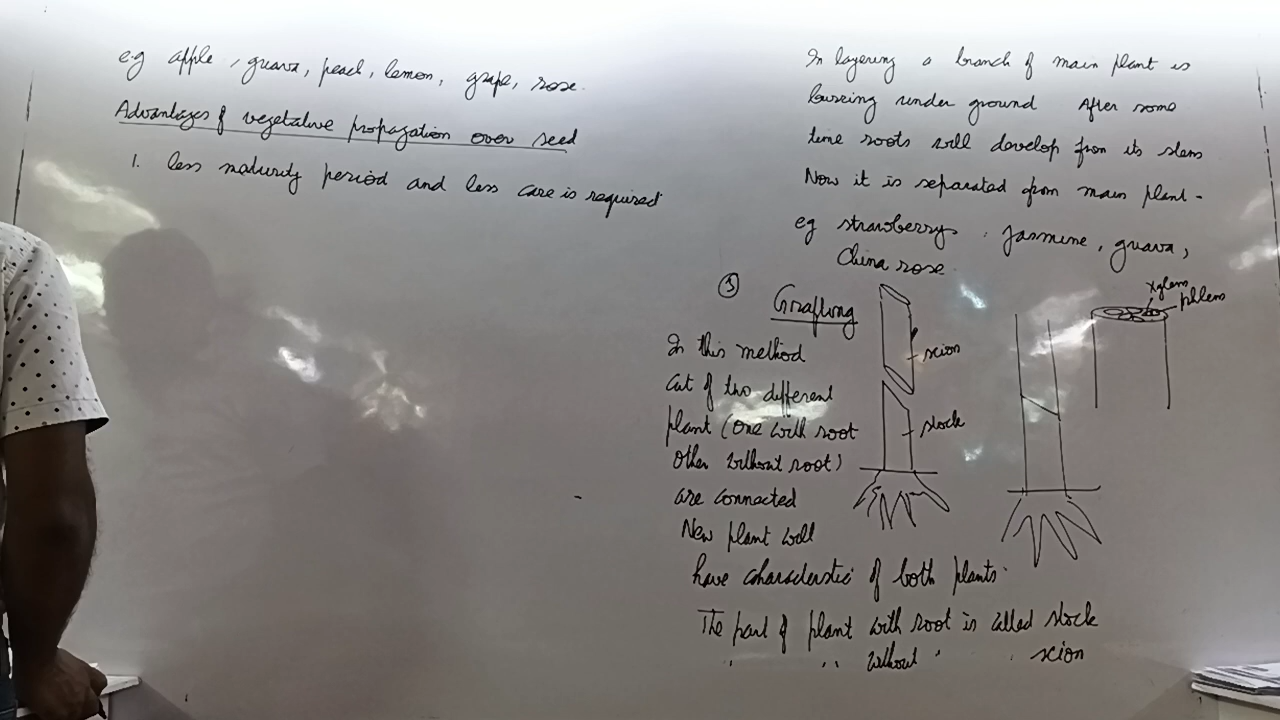 e.g apple, guava, peach, lemon, grape, rose.
Advantages of vegetative propagation over seed
1. less maturity period and less care is required
In layering a branch of main plant is
burreing under ground After some
time roots will develop from its stem
Now it is separated from main plant.
eg strawberry, Jasmine, guava,
China rose
③ Grafting
In this method
cut of two different
plant (one with root
other without root)
are connected
New plant will
have characterstic of both plants.
The part of plant with root is called stock
" " without " " scion
scion
stock
xylem
phloem